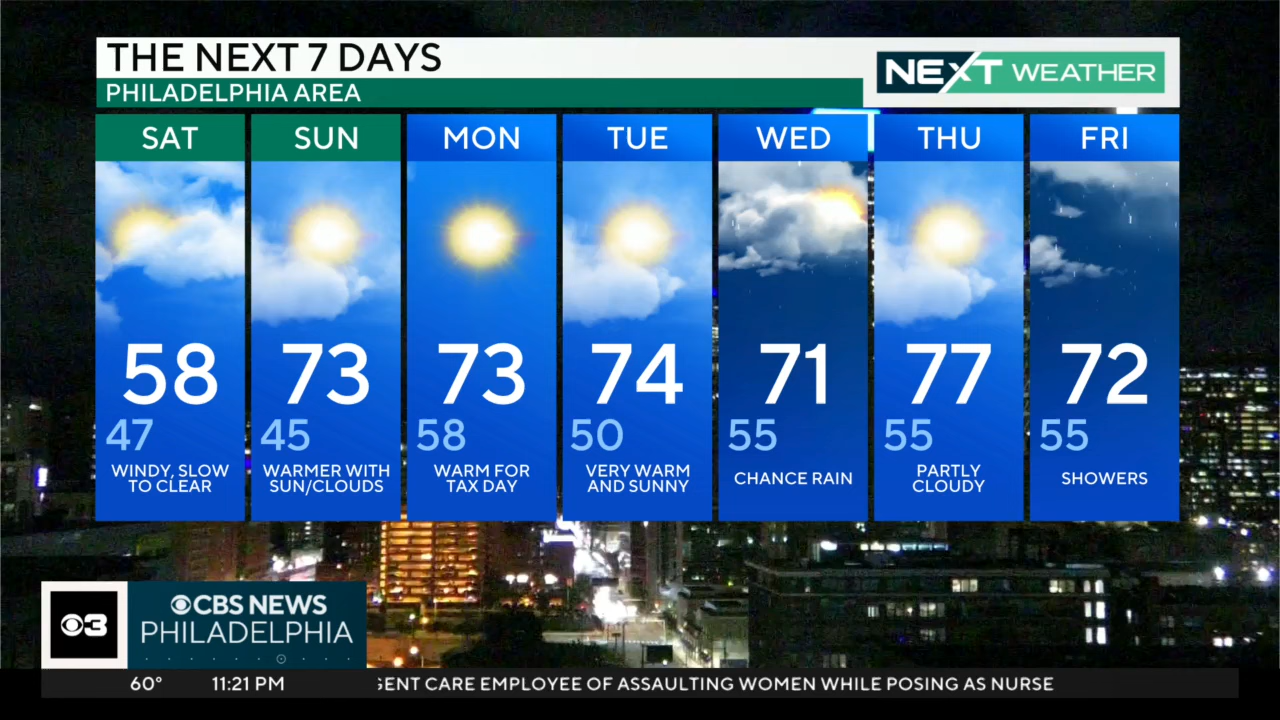 THE NEXT 7 DAYS
NEXT WEATHER
PHILADELPHIA AREA
SAT SUN MON TUE WED THU FRI
58 73 73 74 71 77 72
47 45 58 50 55 55 55
WINDY, SLOW TO CLEAR
WARMER WITH SUN/CLOUDS
WARM FOR TAX DAY
VERY WARM AND SUNNY
CHANCE RAIN
PARTLY CLOUDY
SHOWERS
3
CBS NEWS
PHILADELPHIA
60° 11:21 PM GENT CARE EMPLOYEE OF ASSAULTING WOMEN WHILE POSING AS NURSE